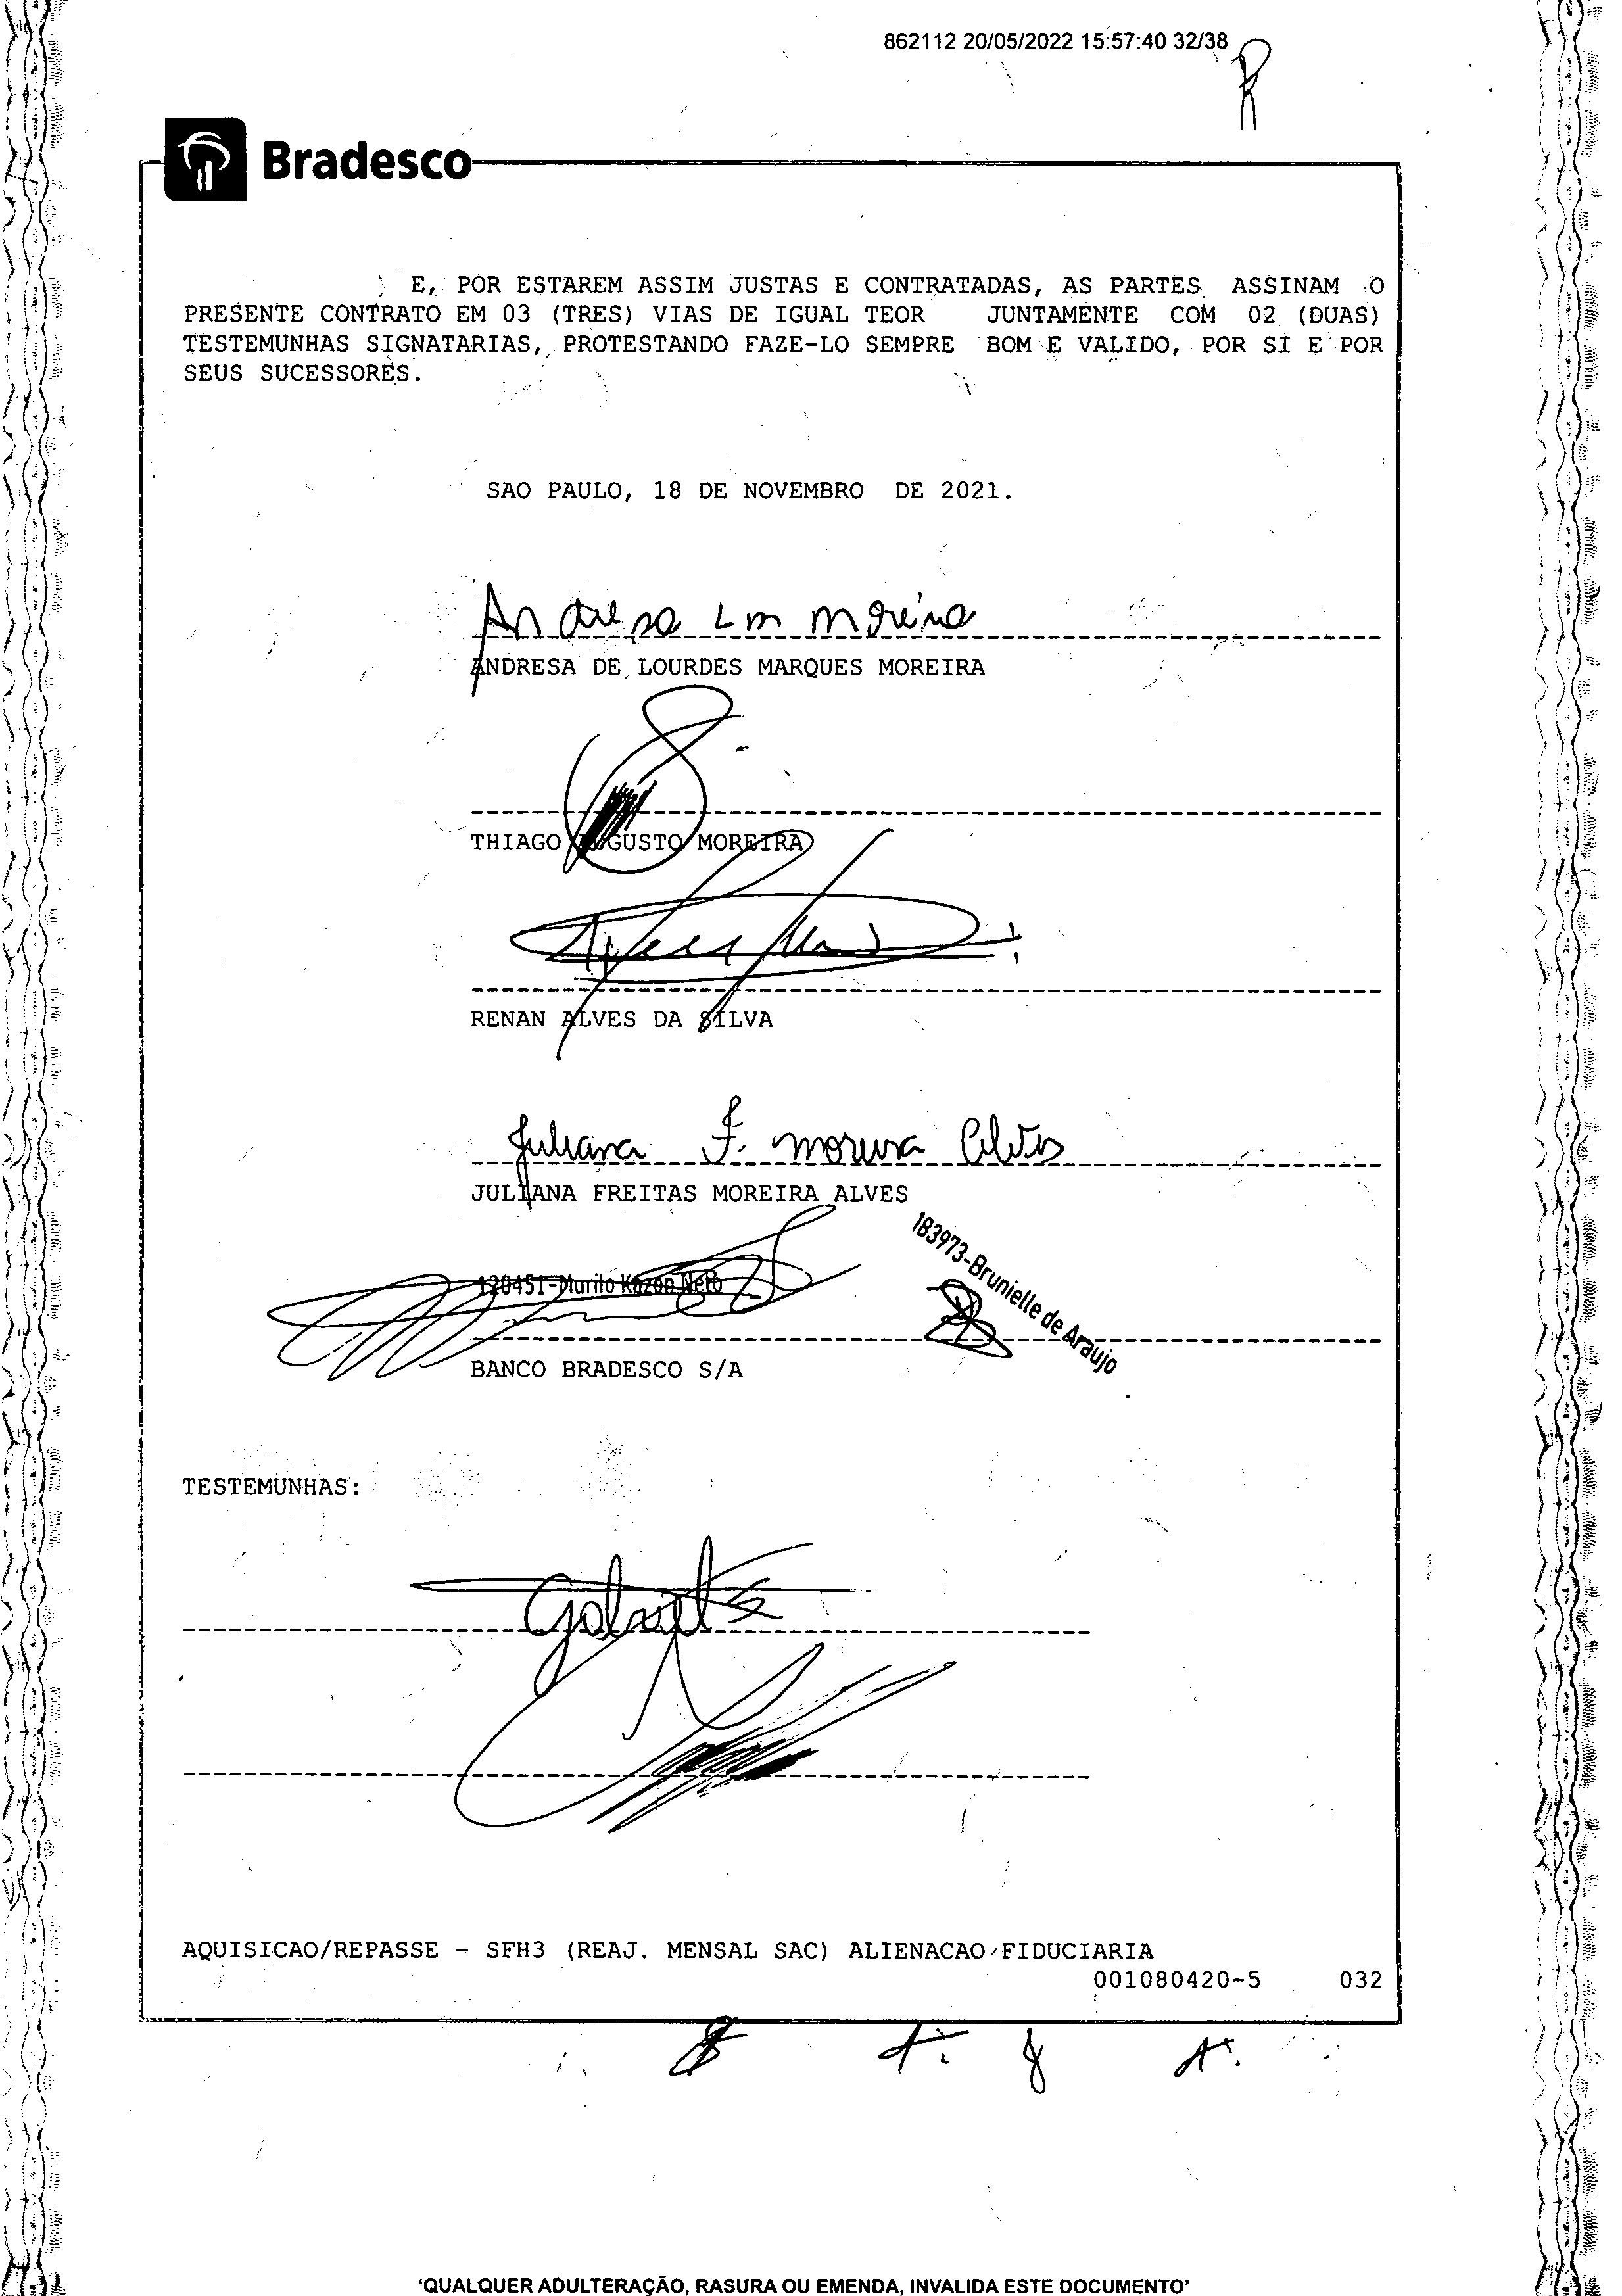 862112 20/05/2022 15:57:40 32/38
Bradesco
E, POR ESTAREM ASSIM JUSTAS E CONTRATADAS, AS PARTES ASSINAM O
PRESENTE CONTRATO EM 03 (TRES) VIAS DE IGUAL TEOR JUNTAMENTE COM 02 (DUAS)
TESTEMUNHAS SIGNATARIAS, PROTESTANDO FAZE-LO SEMPRE BOM E VALIDO, POR SI E POR
SEUS SUCESSORES.
SAO PAULO, 18 DE NOVEMBRO DE 2021.
Andresa L m moreira
ANDRESA DE LOURDES MARQUES MOREIRA
THIAGO AUGUSTO MOREIRA
RENAN ALVES DA SILVA
Juliana F. moreira Alves
JULIANA FREITAS MOREIRA ALVES
120451-Murilo Kazon Neto
183973-Brunielle de Araujo
BANCO BRADESCO S/A
TESTEMUNHAS:
Gabriel
AQUISICAO/REPASSE - SFH3 (REAJ. MENSAL SAC) ALIENACAO FIDUCIARIA
001080420-5 032
'QUALQUER ADULTERAÇÃO, RASURA OU EMENDA, INVALIDA ESTE DOCUMENTO'